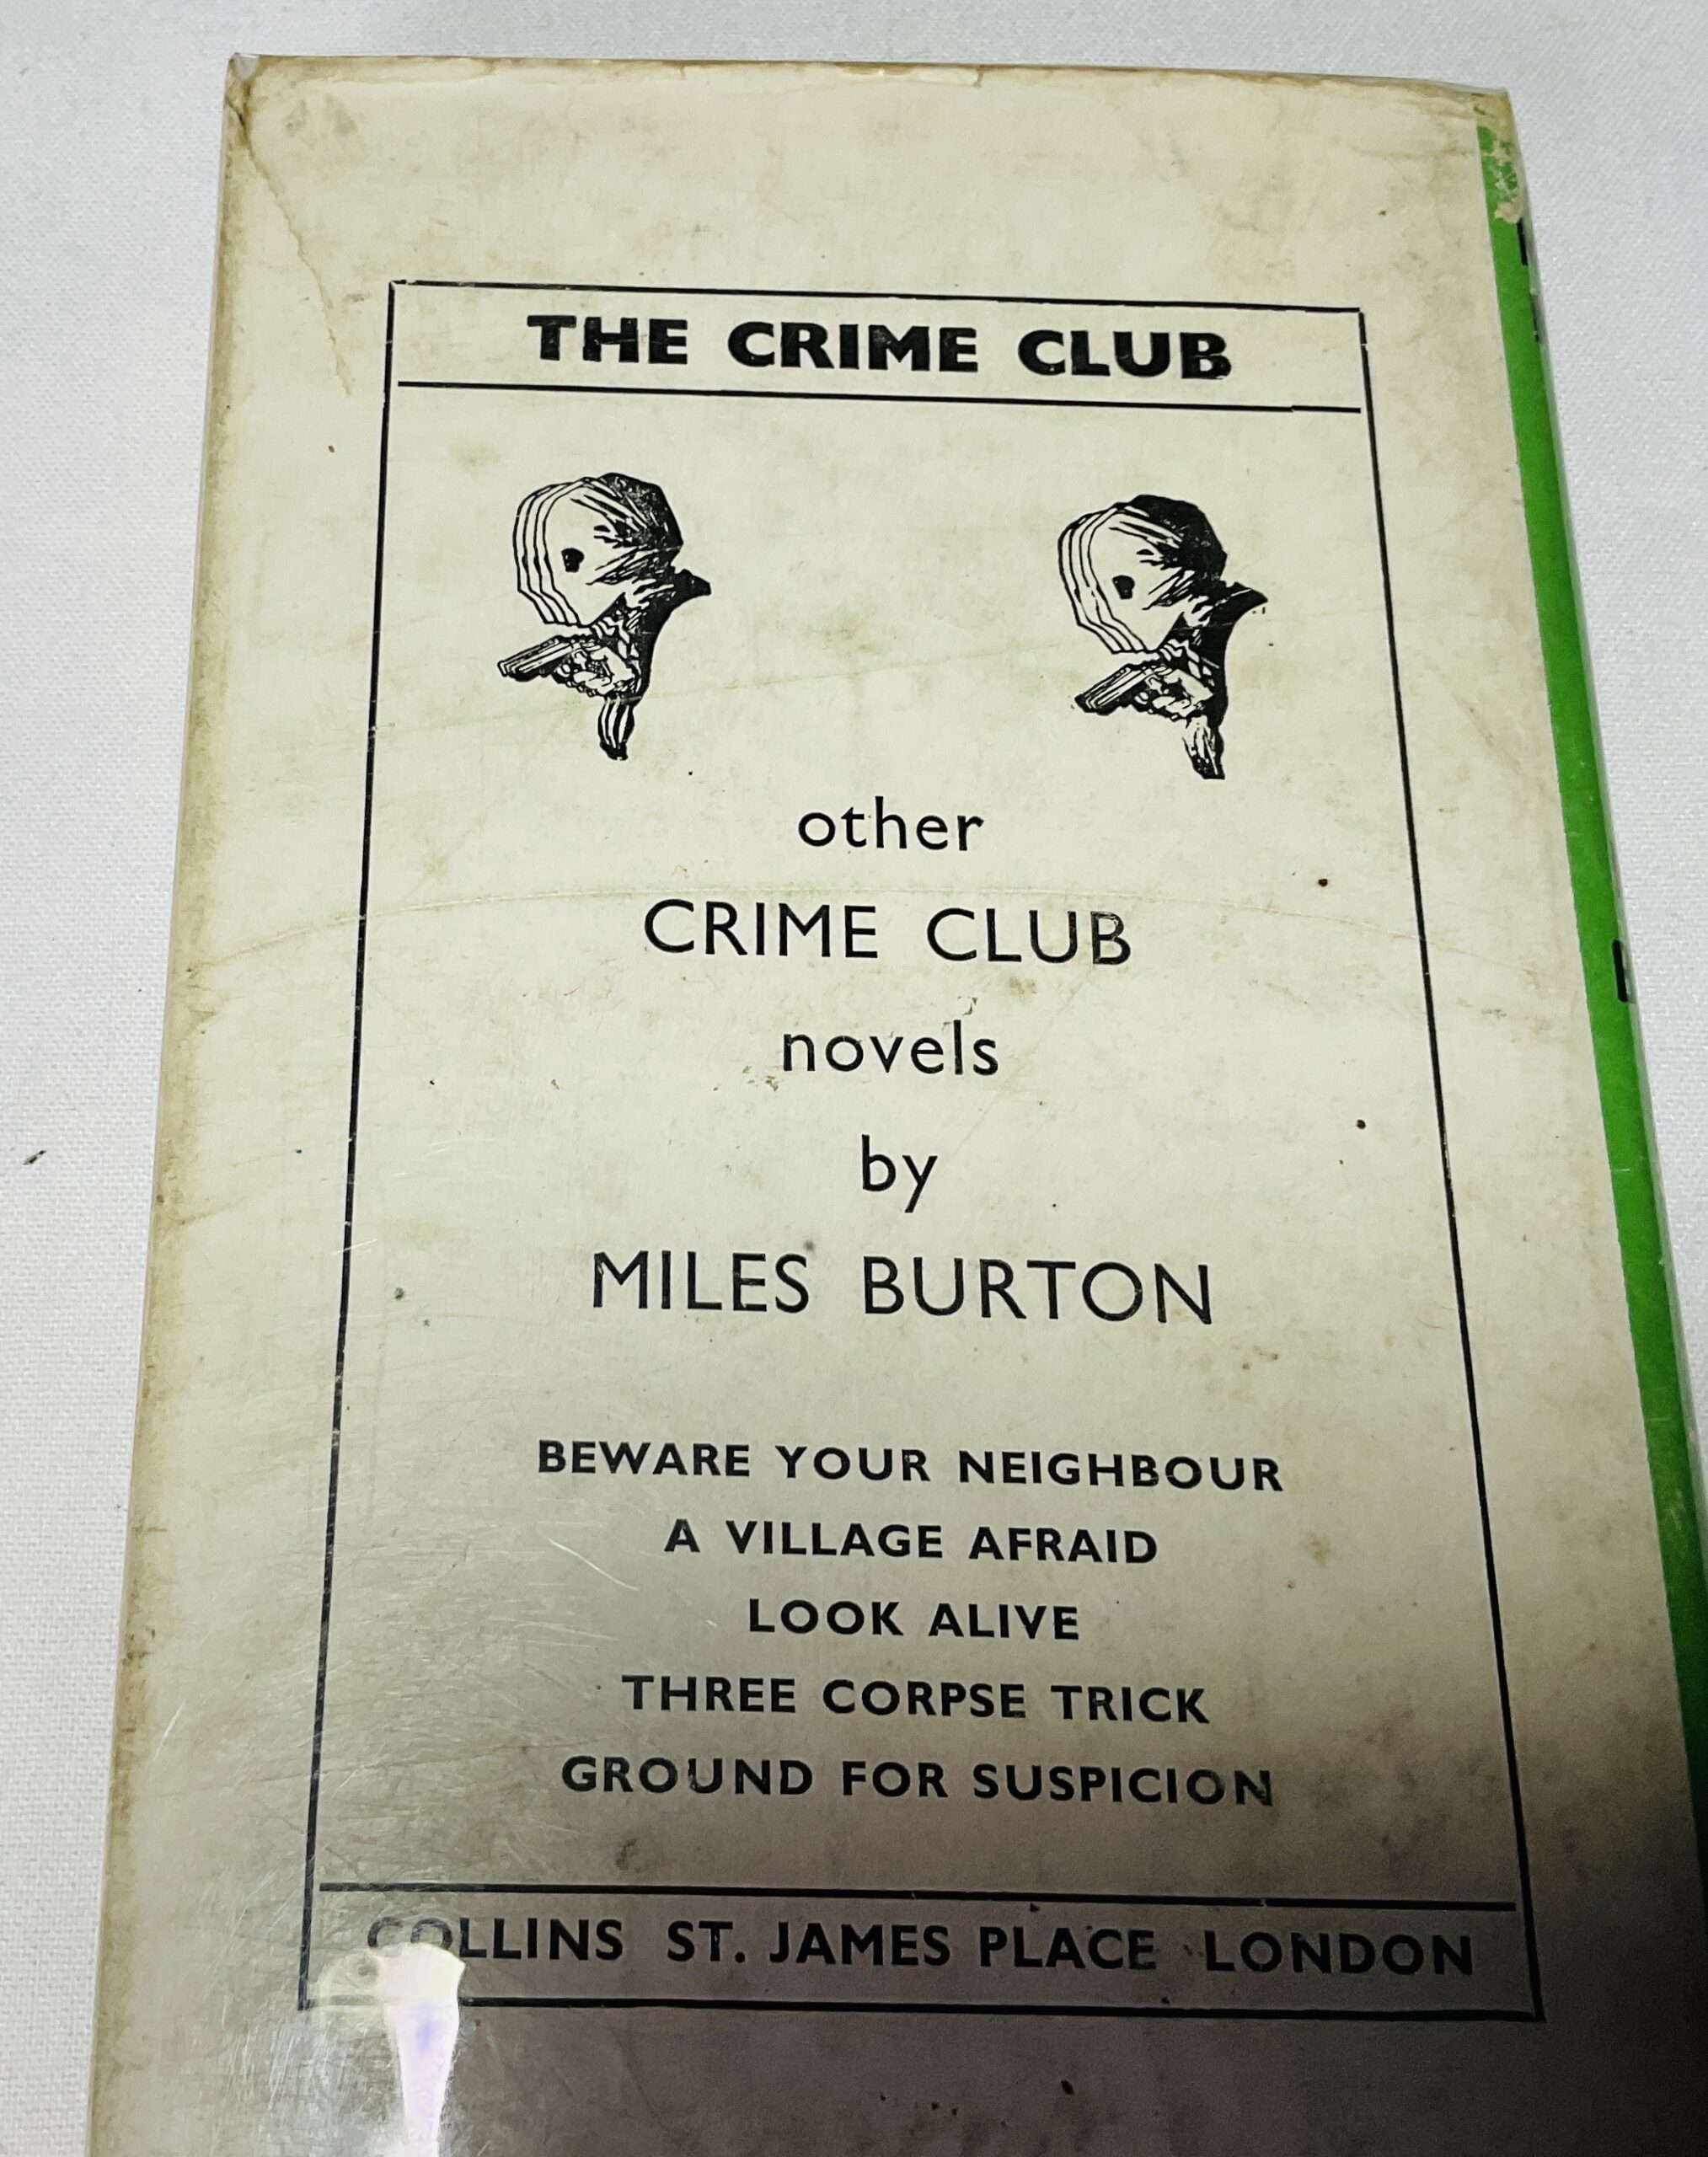 THE CRIME CLUB
other
CRIME CLUB
novels
by
MILES BURTON
BEWARE YOUR NEIGHBOUR
A VILLAGE AFRAID
LOOK ALIVE
THREE CORPSE TRICK
GROUND FOR SUSPICION
COLLINS ST. JAMES PLACE LONDON